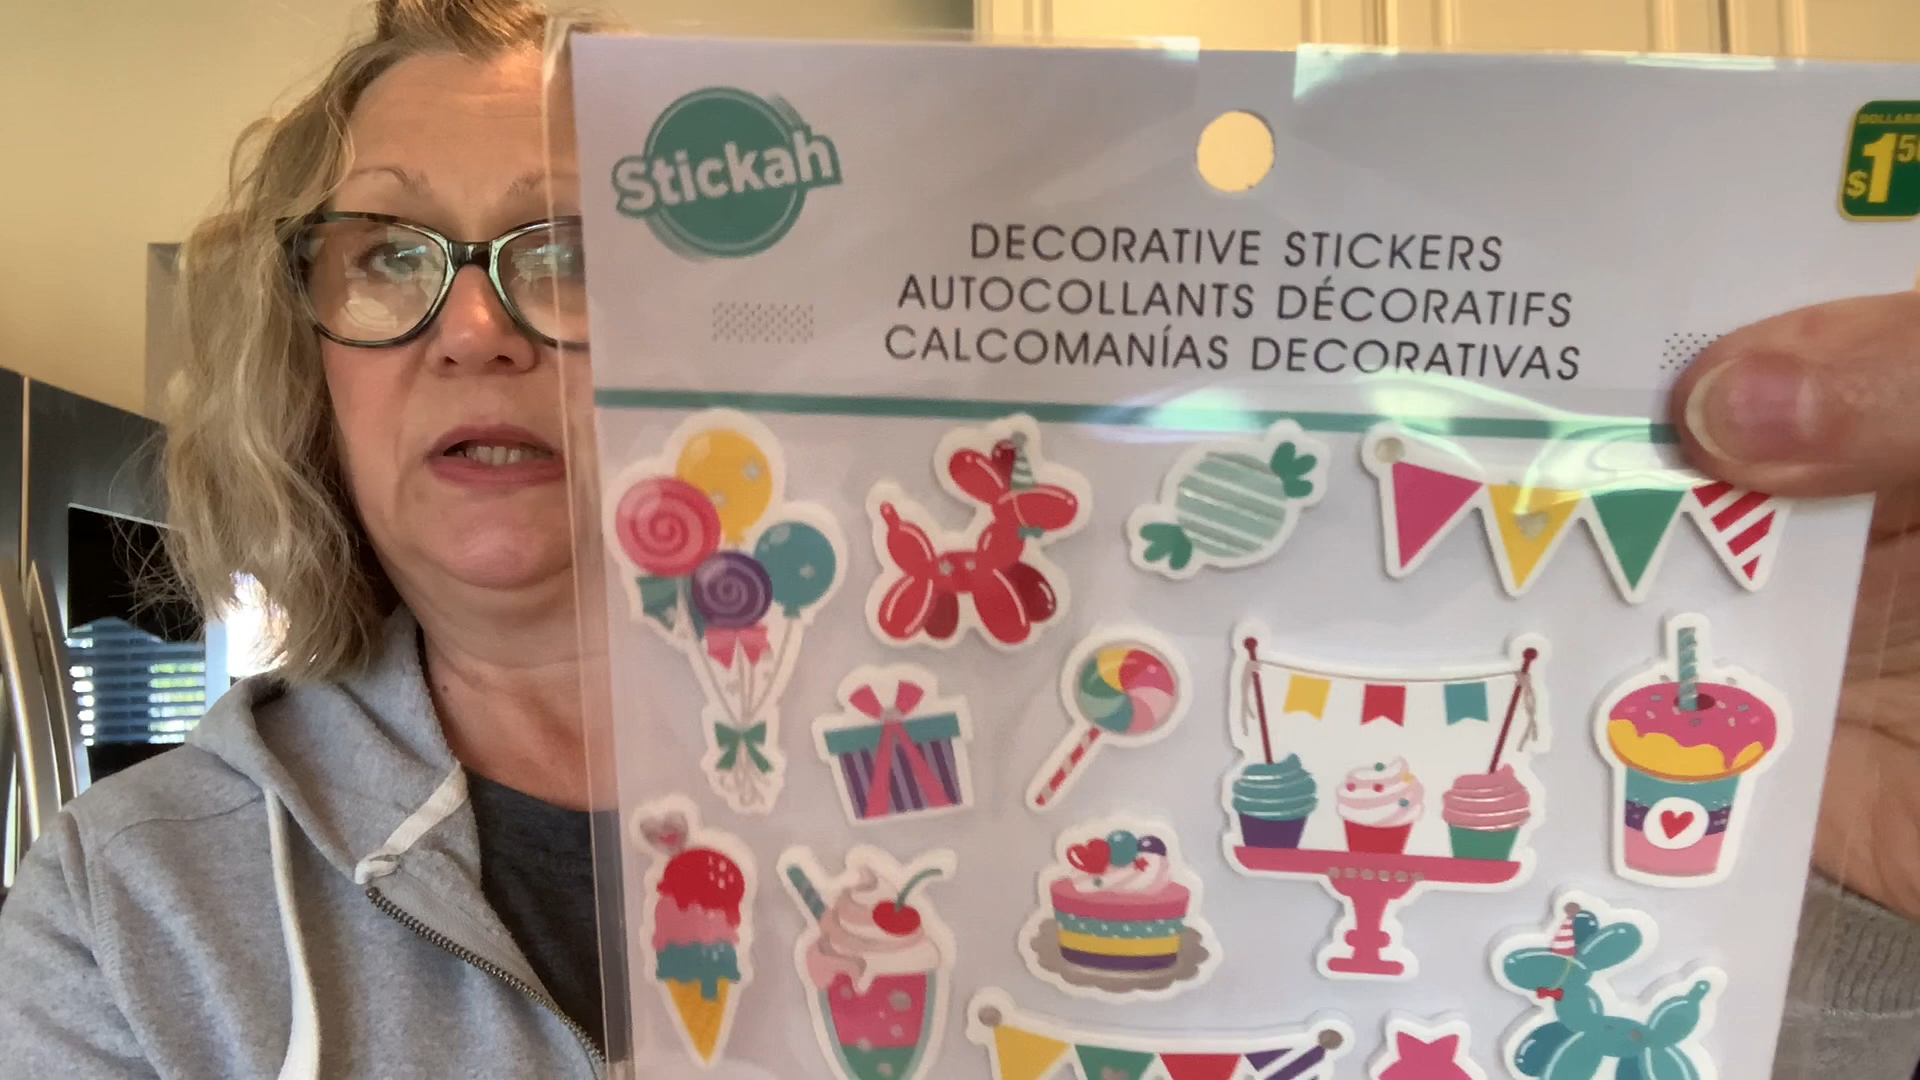 Stickah
DECORATIVE STICKERS
AUTOCOLLANTS DÉCORATIFS
CALCOMANÍAS DECORATIVAS
$1